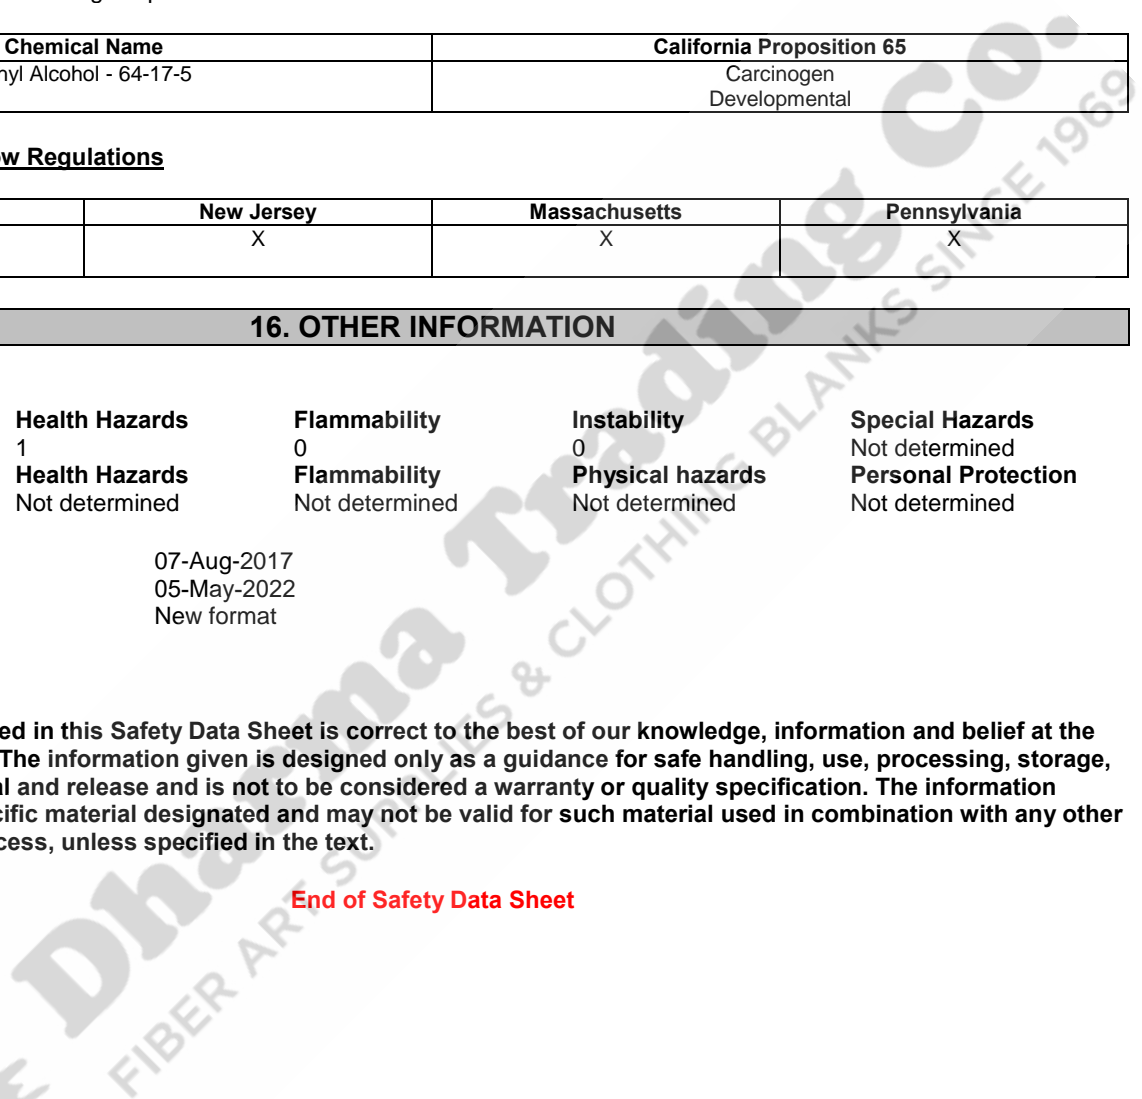 Chemical Name California Proposition 65
nyl Alcohol - 64-17-5 Carcinogen
Developmental
ow Regulations
New Jersey Massachusetts Pennsylvania
X X X
16. OTHER INFORMATION
Health Hazards Flammability Instability Special Hazards
1 0 0 Not determined
Health Hazards Flammability Physical hazards Personal Protection
Not determined Not determined Not determined Not determined
07-Aug-2017
05-May-2022
New format
ed in this Safety Data Sheet is correct to the best of our knowledge, information and belief at the
The information given is designed only as a guidance for safe handling, use, processing, storage,
al and release and is not to be considered a warranty or quality specification. The information
cific material designated and may not be valid for such material used in combination with any other
cess, unless specified in the text.
End of Safety Data Sheet
Dharma Trading Co.
FIBER ART SUPPLIES & CLOTHING BLANKS SINCE 1969